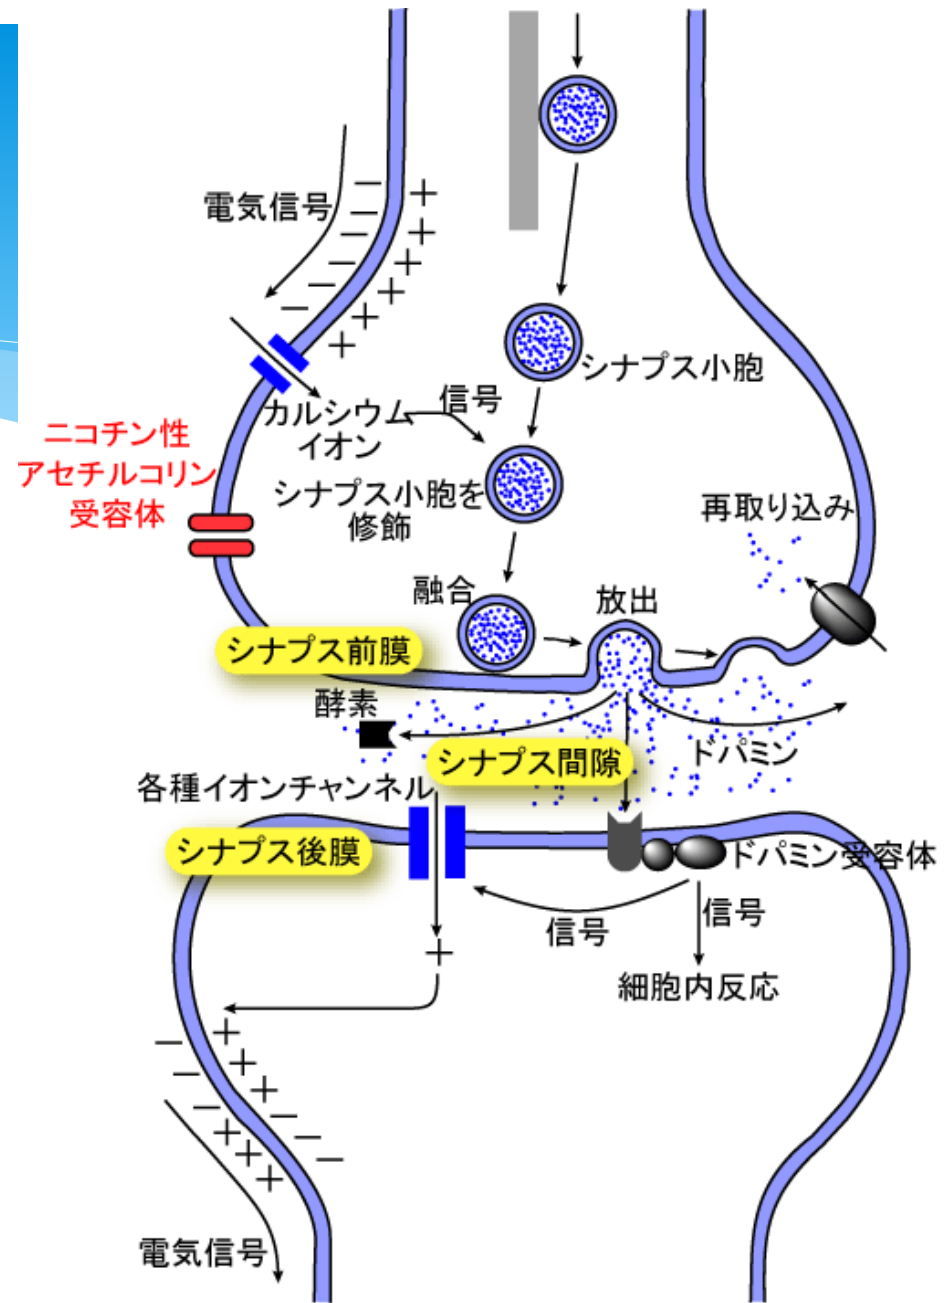 電気信号
シナプス小胞
カルシウム
イオン
信号
ニコチン性
アセチルコリン
受容体
シナプス小胞を
修飾
再取り込み
融合
放出
シナプス前膜
酵素
シナプス間隙
ドパミン
各種イオンチャンネル
シナプス後膜
ドパミン受容体
信号
信号
細胞内反応
電気信号